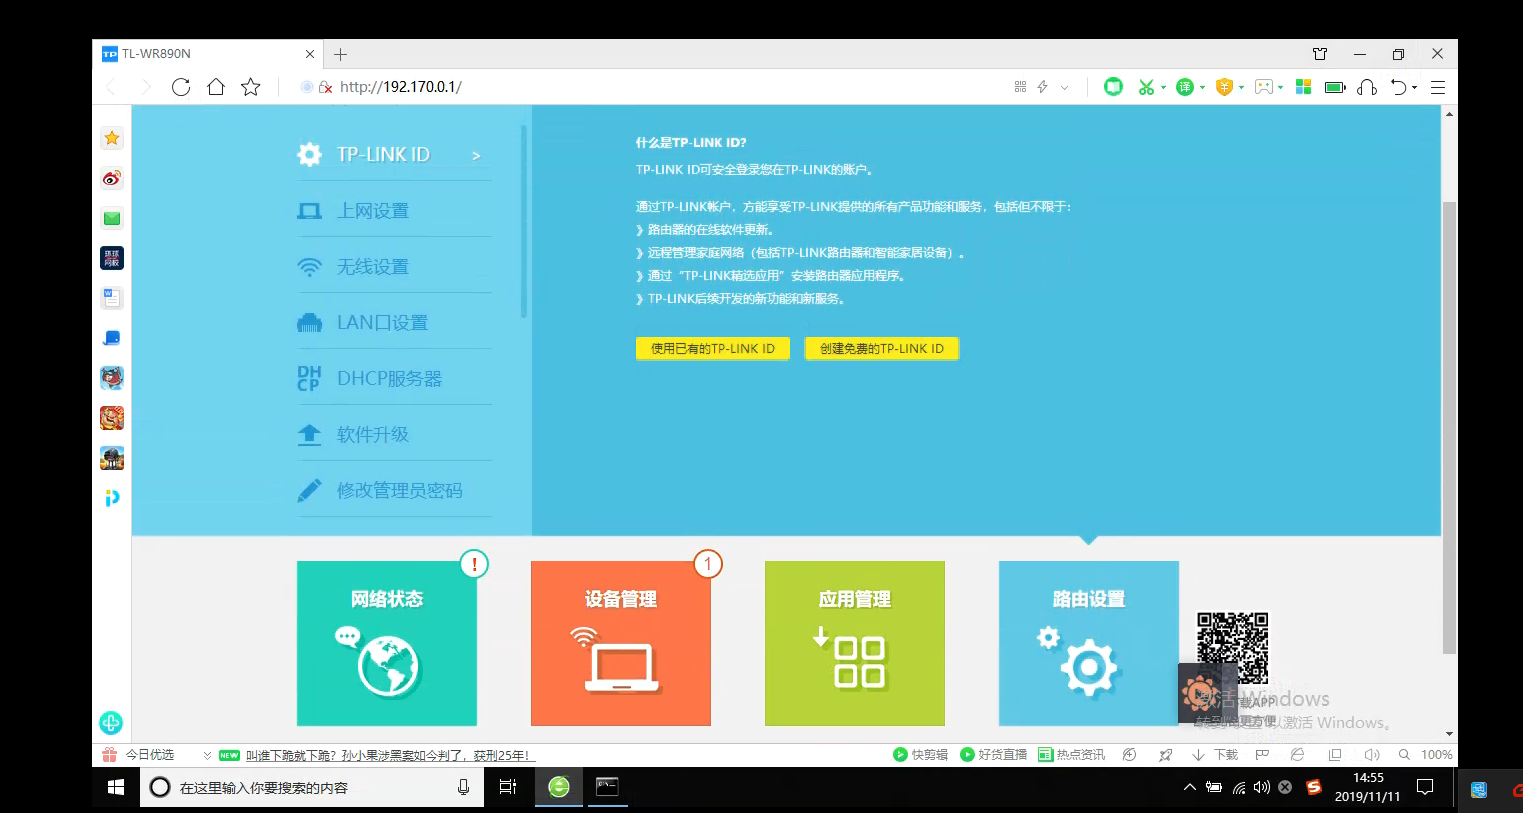 TP TL-WR890N
http://192.170.0.1/
译
TP-LINK ID >
上网设置
无线设置
LAN口设置
DHCP
DHCP服务器
软件升级
修改管理员密码
什么是TP-LINK ID?
TP-LINK ID可安全登录您在TP-LINK的账户。
通过TP-LINK帐户,方能享受TP-LINK提供的所有产品功能和服务,包括但不限于:
》路由器的在线软件更新。
》远程管理家庭网络(包括TP-LINK路由器和智能家居设备)。
》通过“TP-LINK精选应用”安装路由器应用程序。
》TP-LINK后续开发的新功能和新服务。
使用已有的TP-LINK ID
创建免费的TP-LINK ID
!
1
网络状态
设备管理
应用管理
路由设置
激活 Windows
载APP
转到"设置"以激活 Windows。
更方便
今日优选
NEW 叫谁下跪就下跪?孙小果涉黑案如今判了,获刑25年!
快剪辑
好货直播
热点资讯
下载
100%
在这里输入你要搜索的内容
14:55
2019/11/11